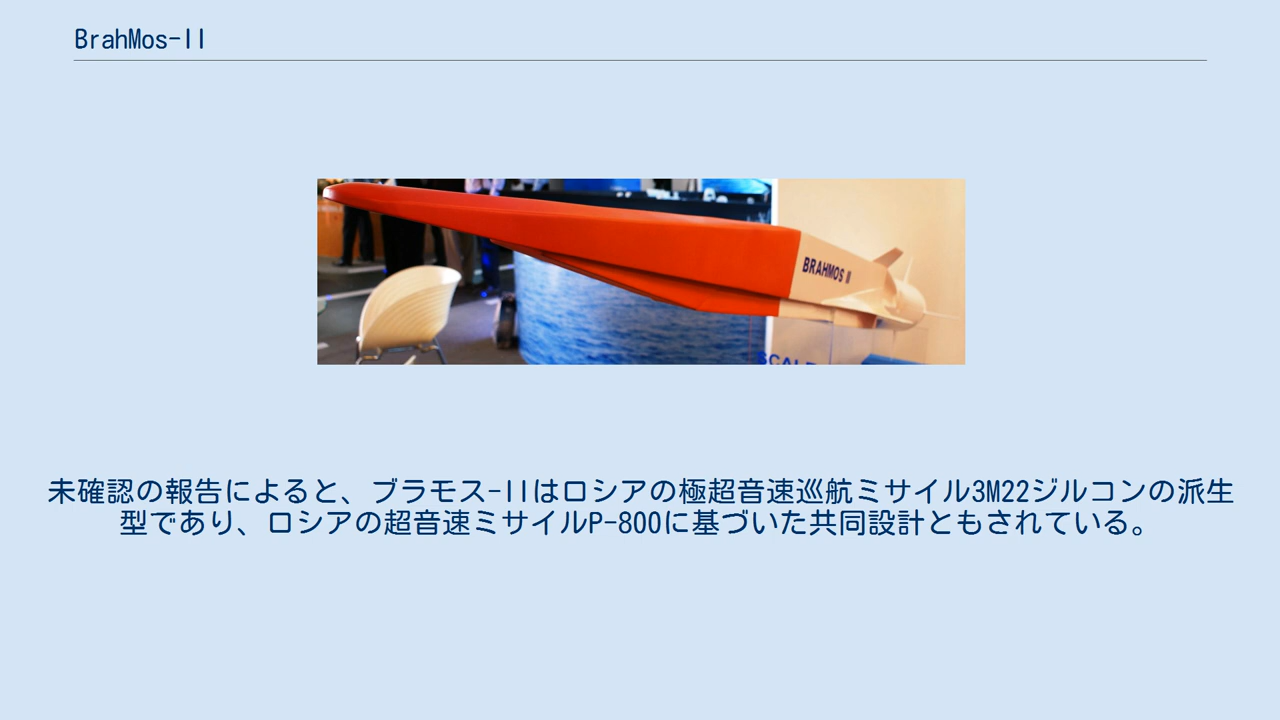 BrahMos-II
BRAHMOS II
未確認の報告によると、ブラモス-IIはロシアの極超音速巡航ミサイル3M22ジルコンの派生
型であり、ロシアの超音速ミサイルP-800に基づいた共同設計ともされている。